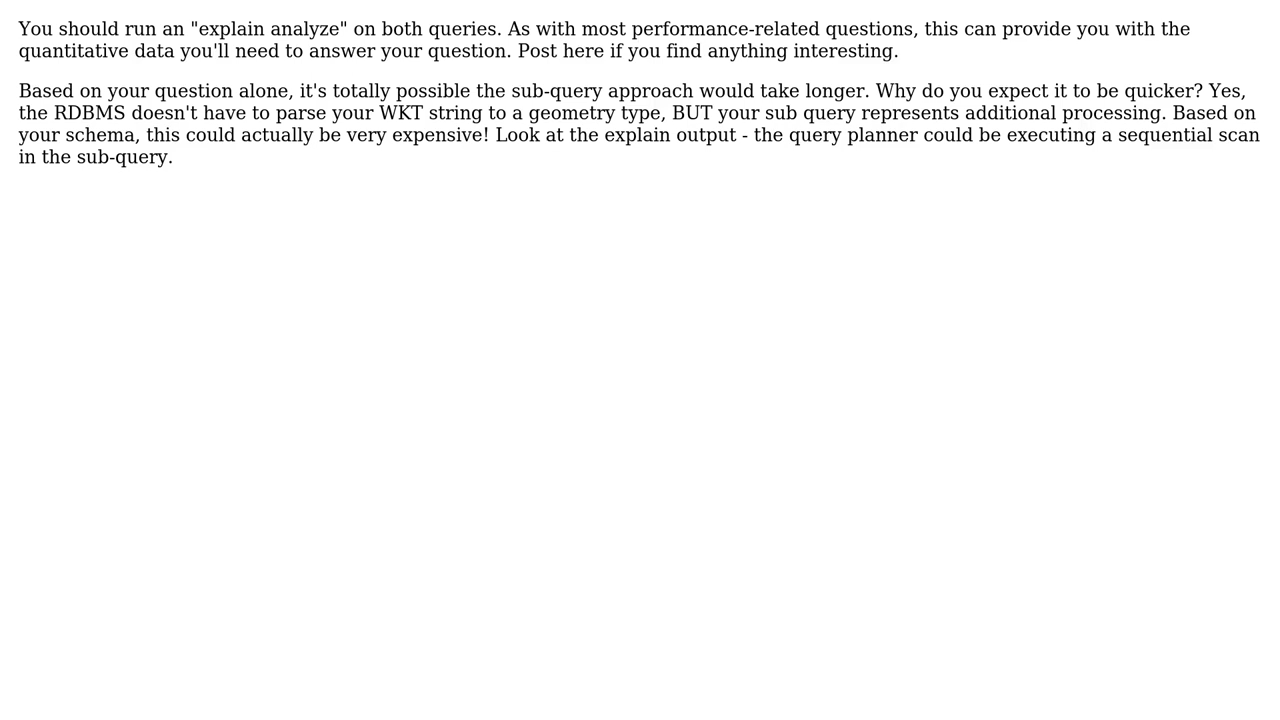 You should run an "explain analyze" on both queries. As with most performance-related questions, this can provide you with the
quantitative data you'll need to answer your question. Post here if you find anything interesting.
Based on your question alone, it's totally possible the sub-query approach would take longer. Why do you expect it to be quicker? Yes,
the RDBMS doesn't have to parse your WKT string to a geometry type, BUT your sub query represents additional processing. Based on
your schema, this could actually be very expensive! Look at the explain output - the query planner could be executing a sequential scan
in the sub-query.